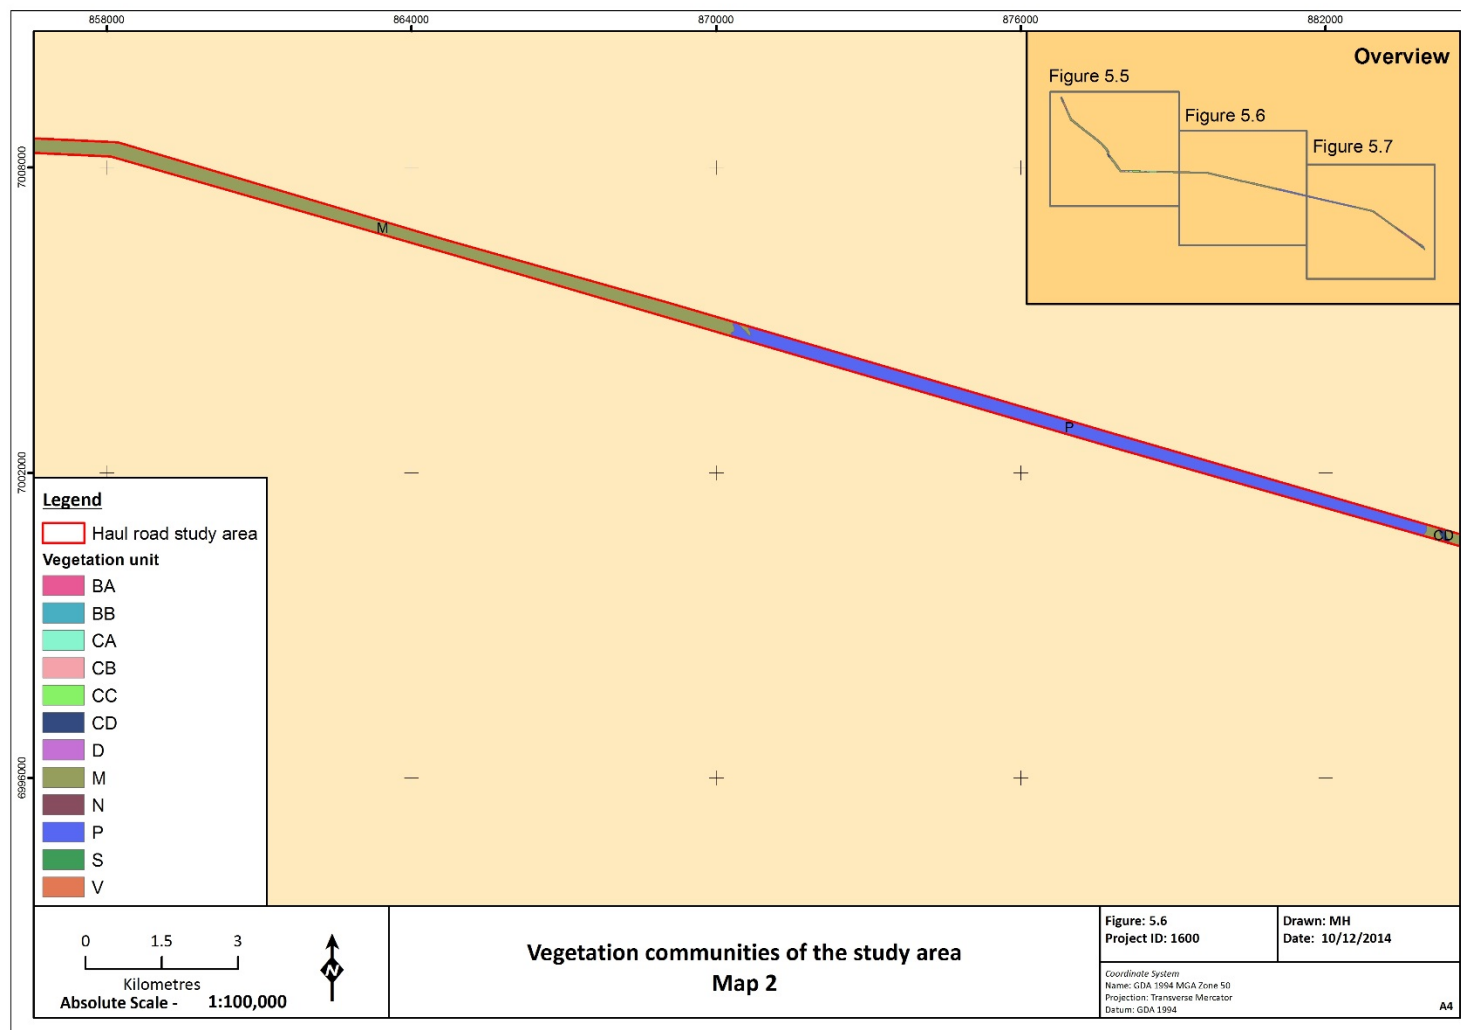 858000
864000
870000
876000
882000
Overview
Figure 5.5
Figure 5.6
Figure 5.7
7008000
M
P
7002000
CD
6996000
Legend
Haul road study area
Vegetation unit
BA
BB
CA
CB
CC
CD
D
M
N
P
S
V
0 1.5 3
Kilometres
Absolute Scale - 1:100,000
N
Vegetation communities of the study area
Map 2
Figure: 5.6
Project ID: 1600
Drawn: MH
Date: 10/12/2014
Coordinate System
Name: GDA 1994 MGA Zone 50
Projection: Transverse Mercator
Datum: GDA 1994
A4